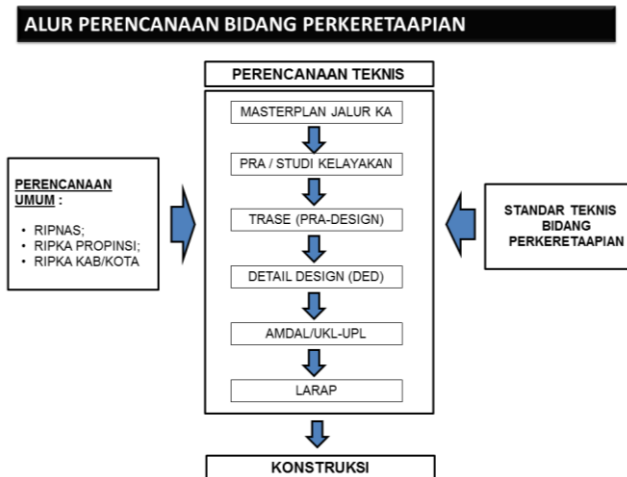 ALUR PERENCANAAN BIDANG PERKERETAAPIAN
PERENCANAAN TEKNIS
MASTERPLAN JALUR KA
PRA / STUDI KELAYAKAN
TRASE (PRA-DESIGN)
DETAIL DESIGN (DED)
AMDAL/UKL-UPL
LARAP
PERENCANAAN
UMUM :
• RIPNAS;
• RIPKA PROPINSI;
• RIPKA KAB/KOTA
STANDAR TEKNIS
BIDANG
PERKERETAAPIAN
KONSTRUKSI